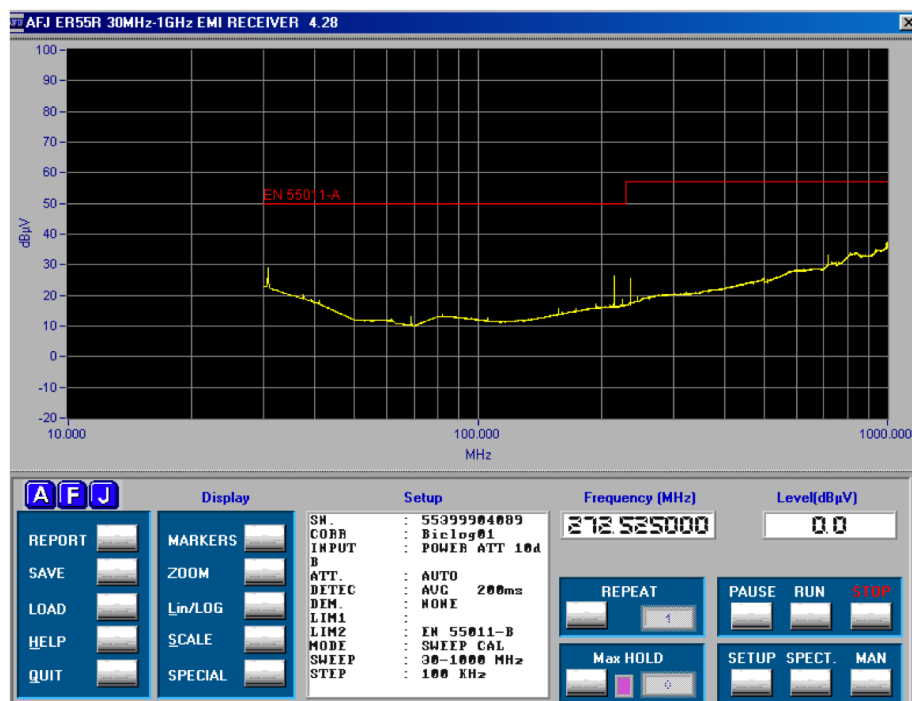 AFJ ER55R 30MHz-1GHz EMI RECEIVER 4.28
100
90
80
70
60
50
40
30
20
10
0
-10
-20
dBµV
EN 55011-A
10.000
100.000
1000.000
MHz
A F J
Display
Setup
Frequency (MHz)
Level(dBµV)
REPORT
SAVE
LOAD
HELP
QUIT
MARKERS
ZOOM
Lin/LOG
SCALE
SPECIAL
SN. : 55399904089
CORR : Biclog01
INPUT : POWER ATT 10d
B
ATT. : AUTO
DETEC : AVG 200ms
DEM. : NONE
LIM1 :
LIM2 : EN 55011-B
MODE : SWEEP CAL
SWEEP : 30-1000 MHz
STEP : 100 KHz
272.525000
0.0
REPEAT
1
Max HOLD
0
PAUSE RUN STOP
SETUP SPECT. MAN